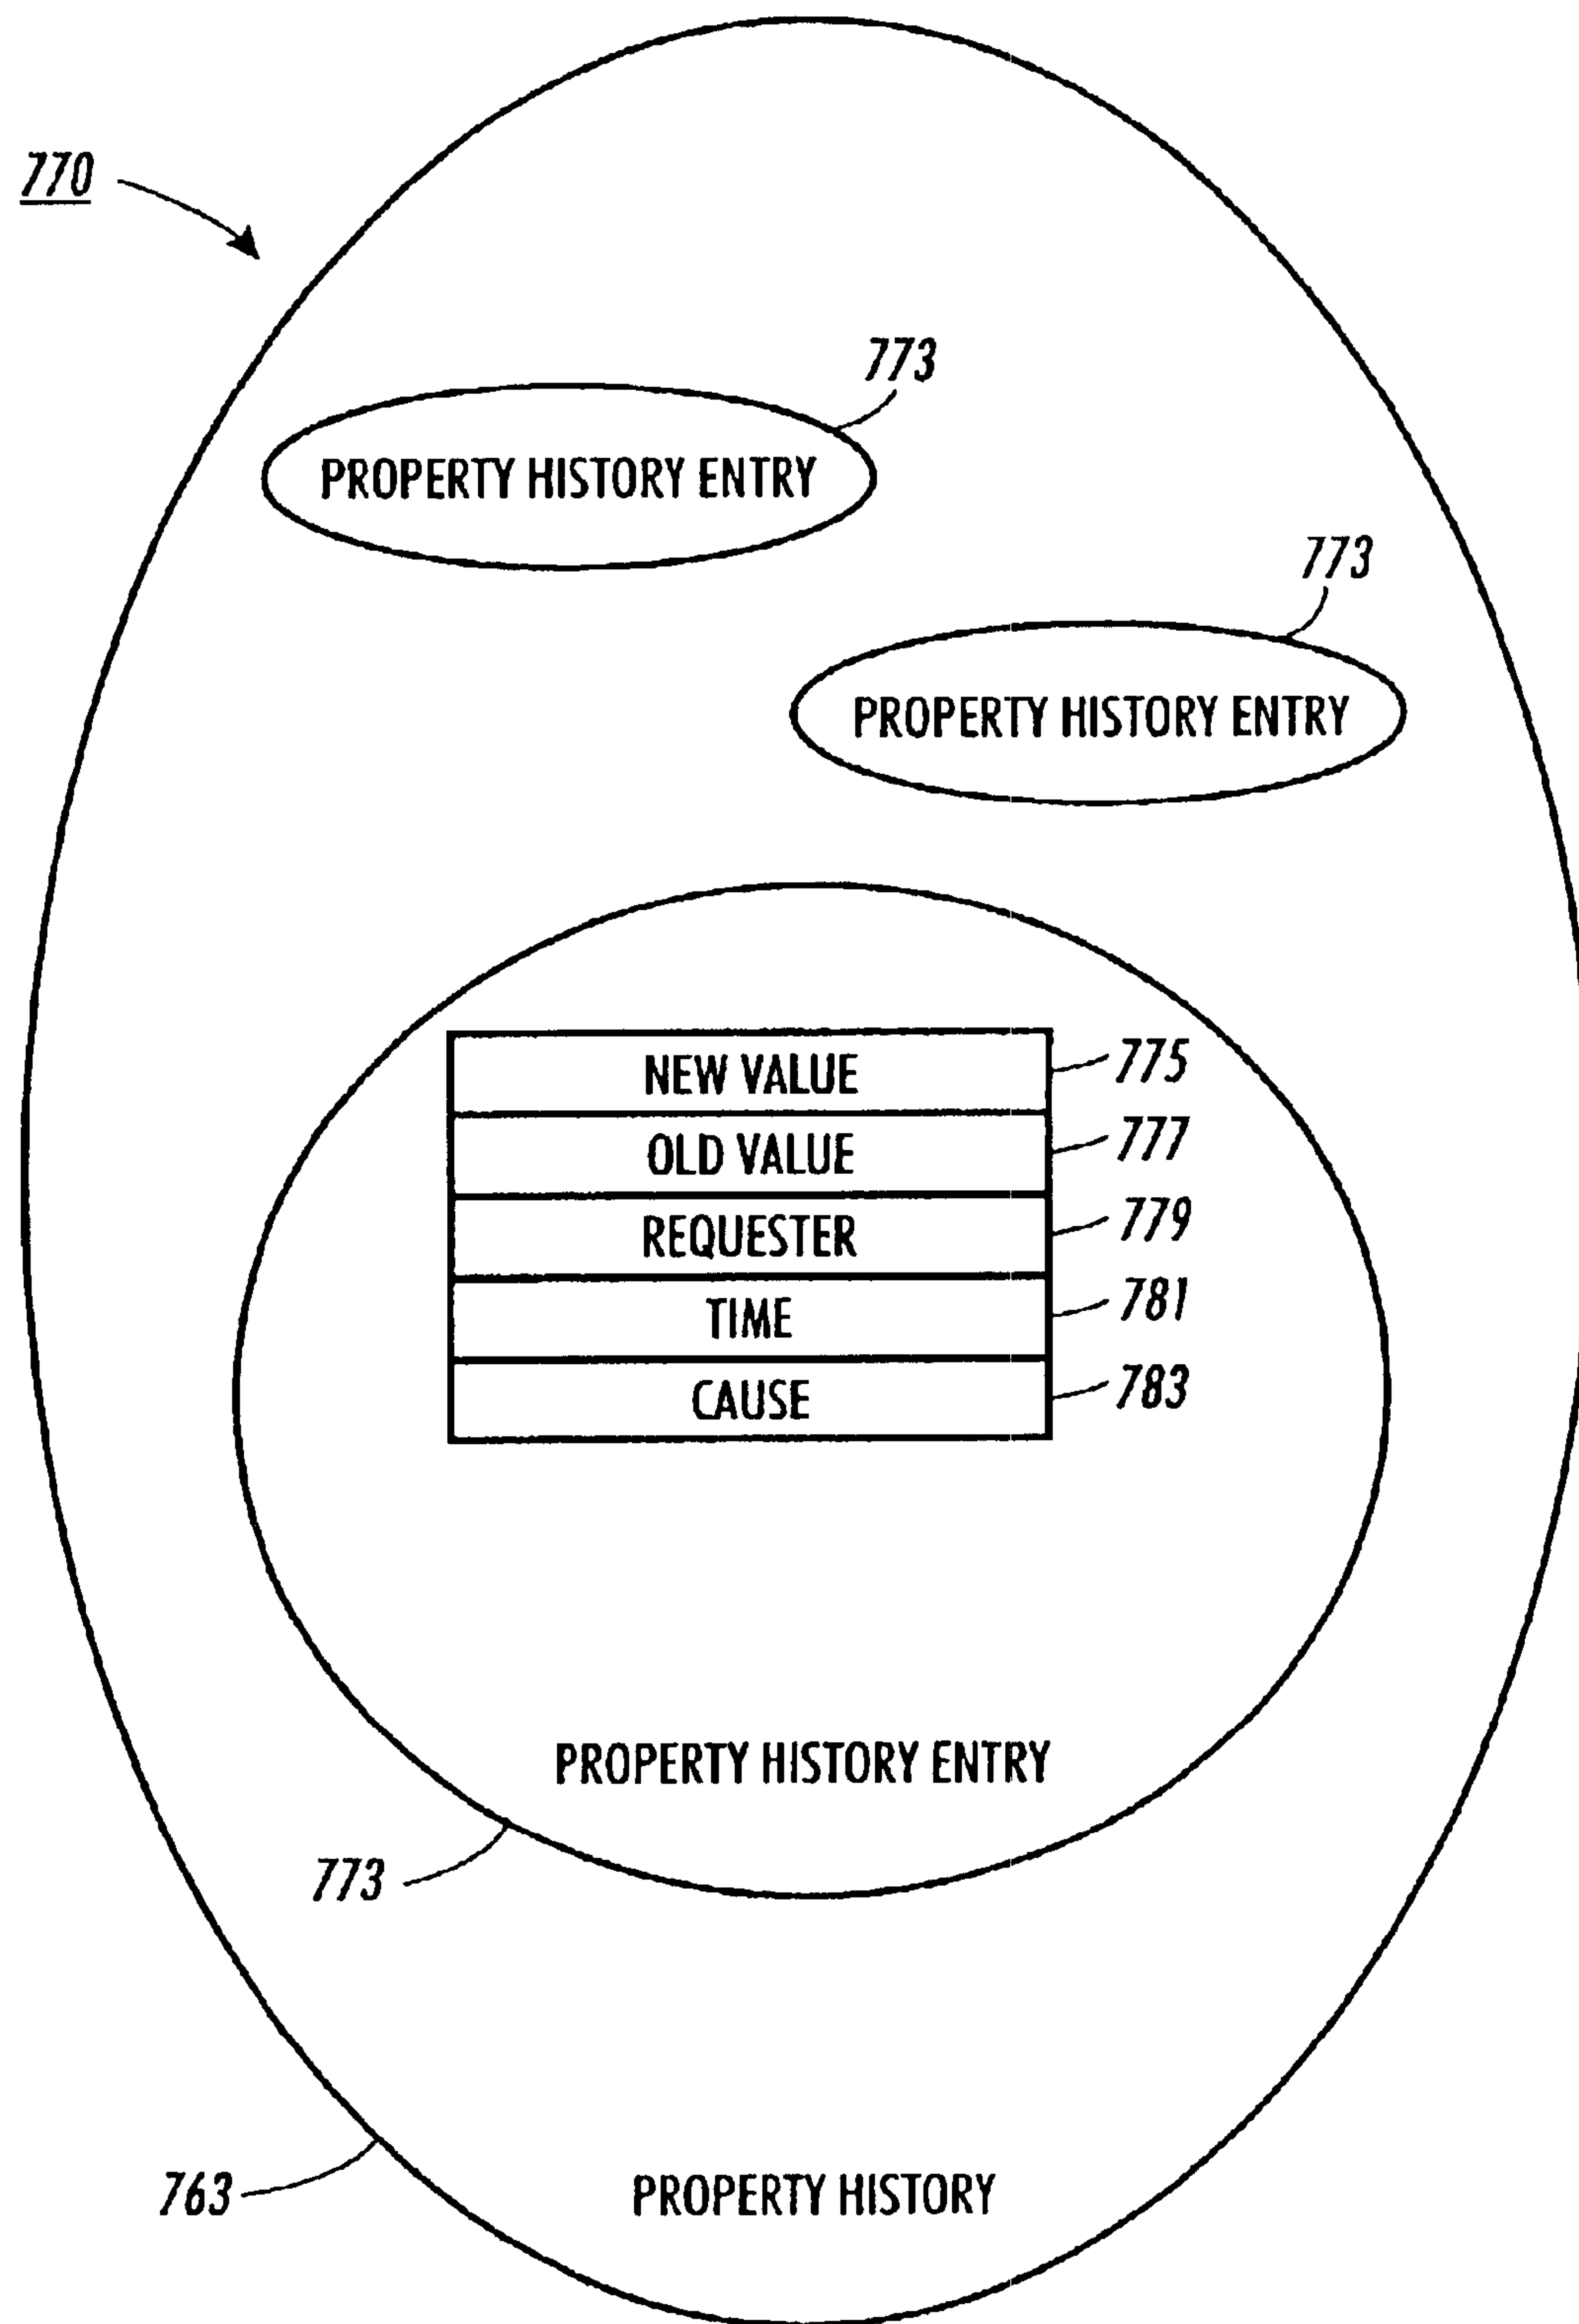 770
773
PROPERTY HISTORY ENTRY
773
PROPERTY HISTORY ENTRY
NEW VALUE 775
OLD VALUE 777
REQUESTER 779
TIME 781
CAUSE 783
PROPERTY HISTORY ENTRY
773
763 PROPERTY HISTORY